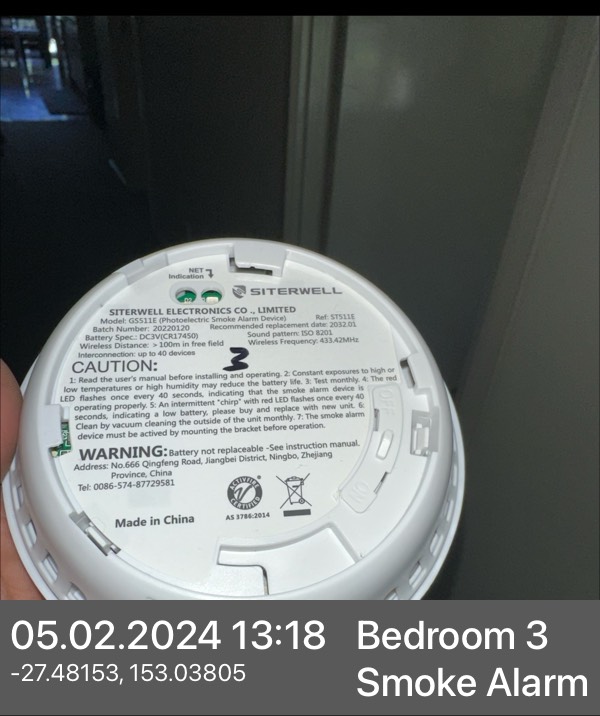 NET
Indication
SITERWELL
SITERWELL ELECTRONICS CO ., LIMITED
Model: GS511E (Photoelectric Smoke Alarm Device) Ref: ST511E
Batch Number: 20220120 Recommended replacement date: 2032.01
Battery Spec.: DC3V(CR17450) Sound pattern: ISO 8201
Wireless Distance: >100m in free field Wireless Frequency: 433.42MHz
Interconnection: up to 40 devices
3
CAUTION:
1: Read the user's manual before installing and operating. 2: Constant exposures to high or
low temperatures or high humidity may reduce the battery life. 3: Test monthly. 4: The red
LED flashes once every 40 seconds, indicating that the smoke alarm device is
operating properly. 5: An intermittent "chirp" with red LED flashes once every 40
seconds, indicating a low battery, please buy and replace with new unit. 6:
Clean by vacuum cleaning the outside of the unit monthly. 7: The smoke alarm
device must be actived by mounting the bracket before operation.
WARNING: Battery not replaceable -See instruction manual.
Address: No.666 Qingfeng Road, Jiangbei District, Ningbo, Zhejiang
Province, China
Tel: 0086-574-87729581
ACTIVFIRE
CERTIFIED
Made in China
AS 3786:2014
05.02.2024 13:18
-27.48153, 153.03805
Bedroom 3
Smoke Alarm